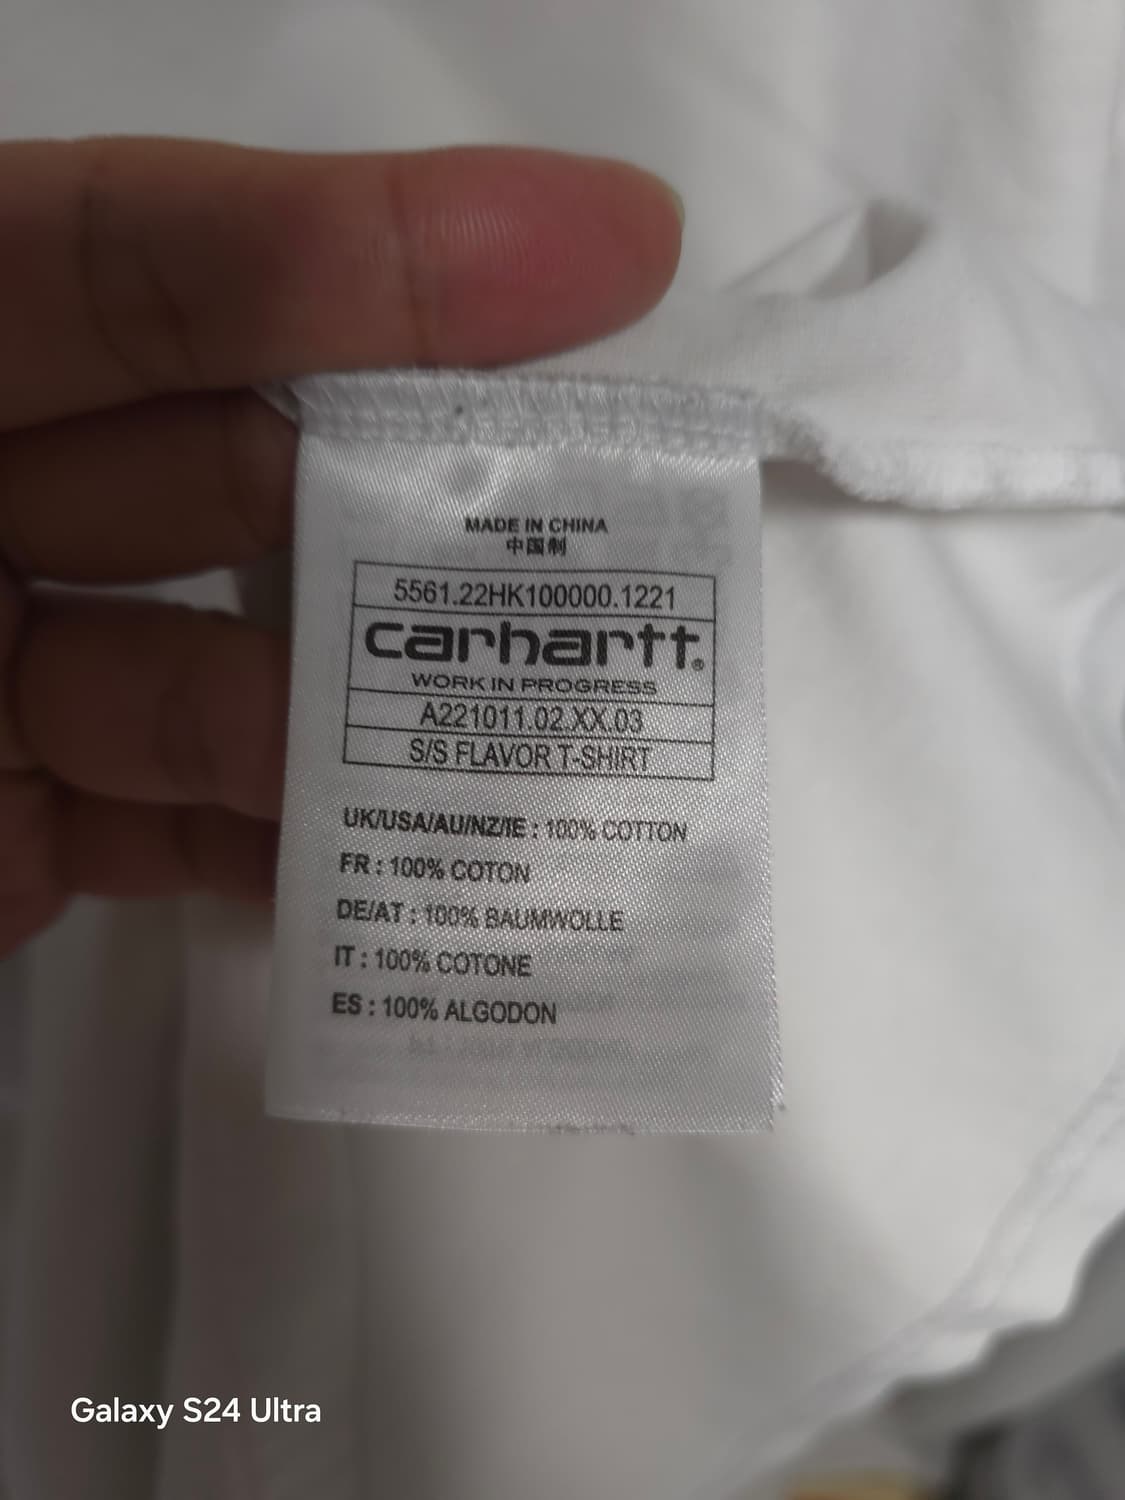 MADE IN CHINA
中国制
5561.22HK100000.1221
carhartt®
WORK IN PROGRESS
A221011.02.XX.03
S/S FLAVOR T-SHIRT
UK/USA/AU/NZ/IE : 100% COTTON
FR : 100% COTON
DE/AT : 100% BAUMWOLLE
IT : 100% COTONE
ES : 100% ALGODON
Galaxy S24 Ultra